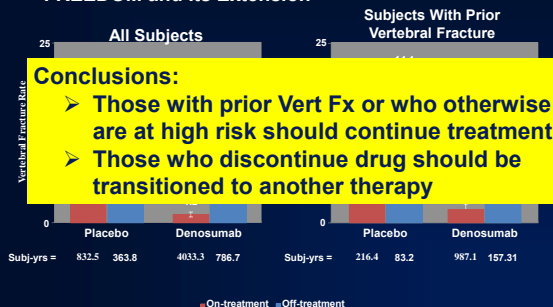 FREEDOM and its Extension
All Subjects
Subjects With Prior
Vertebral Fracture
25
25
Vertebral Fracture Rate
Conclusions:
➢ Those with prior Vert Fx or who otherwise
are at high risk should continue treatment
➢ Those who discontinue drug should be
transitioned to another therapy
0
0
Placebo Denosumab
Placebo Denosumab
Subj-yrs = 832.5 363.8 4033.3 786.7
Subj-yrs = 216.4 83.2 987.1 157.31
On-treatment Off-treatment